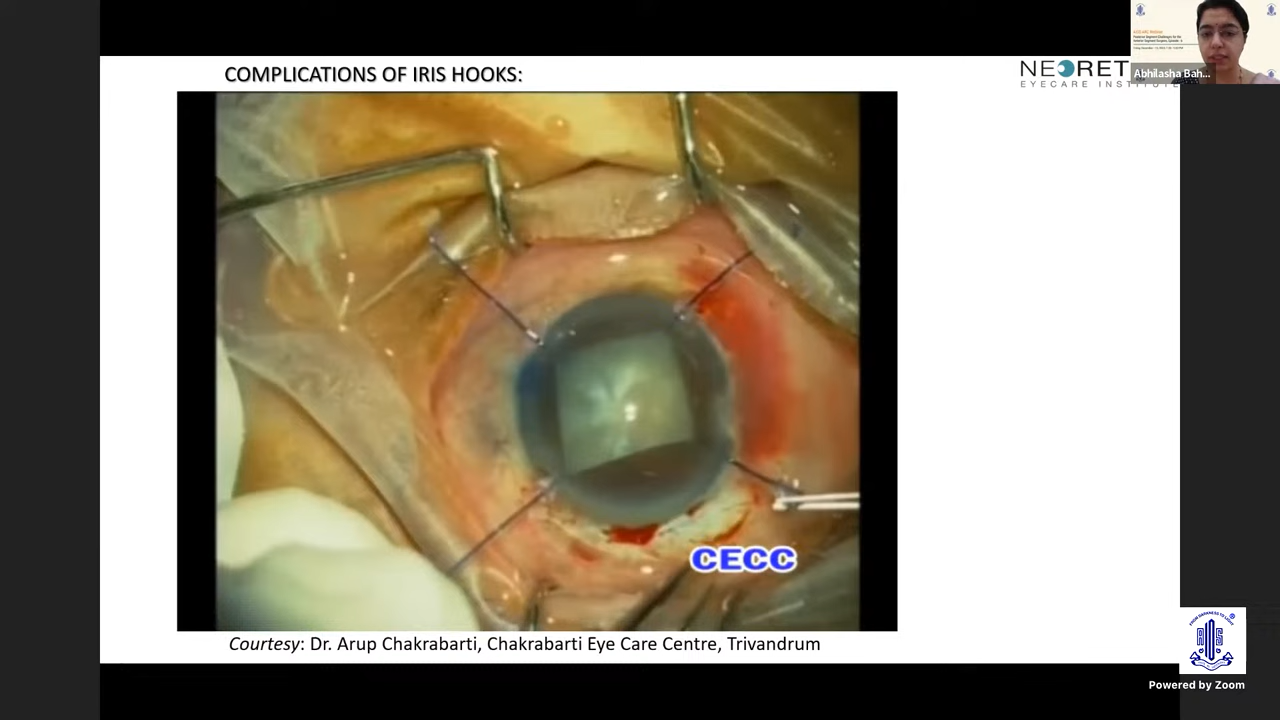 COMPLICATIONS OF IRIS HOOKS:
NEORET
EYECARE INSTITU
Abhilasha Bah...
CECC
Courtesy: Dr. Arup Chakrabarti, Chakrabarti Eye Care Centre, Trivandrum
Powered by Zoom